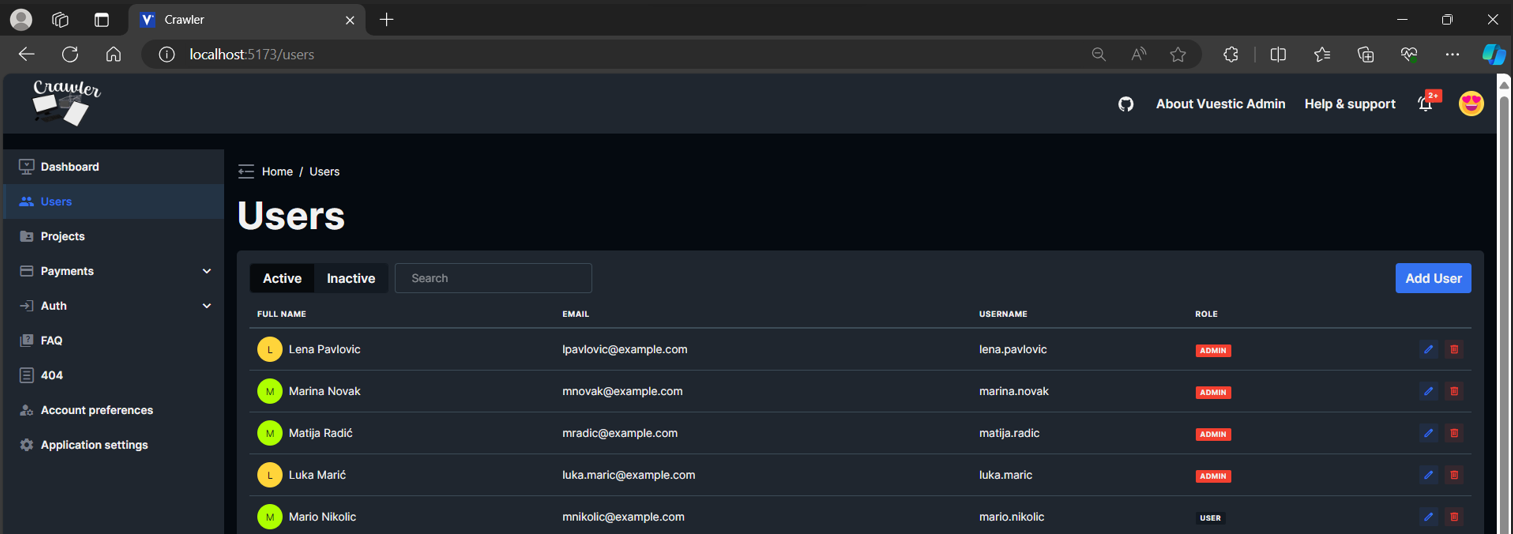 Crawler
localhost:5173/users
Crawler
About Vuestic Admin
Help & support
2+
Dashboard
Users
Projects
Payments
Auth
FAQ
404
Account preferences
Application settings
Home / Users
Users
Active
Inactive
Search
Add User
FULL NAME EMAIL USERNAME ROLE
L Lena Pavlovic lpavlovic@example.com lena.pavlovic ADMIN
M Marina Novak mnovak@example.com marina.novak ADMIN
M Matija Radić mradic@example.com matija.radic ADMIN
L Luka Marić luka.maric@example.com luka.maric ADMIN
M Mario Nikolic mnikolic@example.com mario.nikolic USER